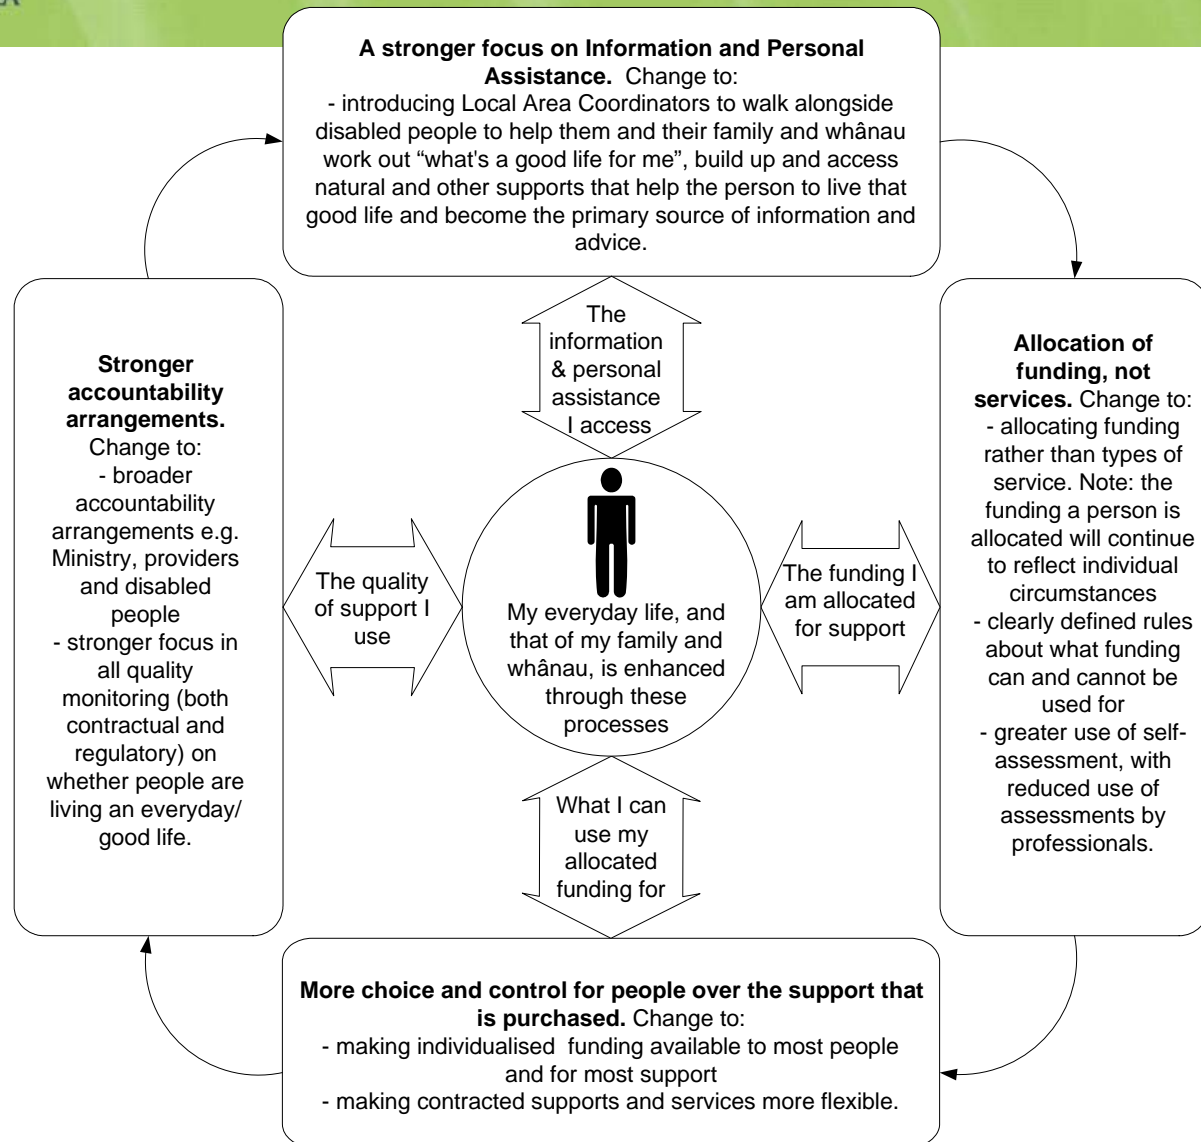 A stronger focus on Information and Personal
Assistance.  Change to:
- introducing Local Area Coordinators to walk alongside
disabled people to help them and their family and whânau
work out “what's a good life for me”, build up and access
natural and other supports that help the person to live that
good life and become the primary source of information and
advice.
The
information
& personal
assistance
I access
Stronger
accountability
arrangements.
Change to:
- broader
accountability
arrangements e.g.
Ministry, providers
and disabled
people
- stronger focus in
all quality
monitoring (both
contractual and
regulatory) on
whether people are
living an everyday/
good life.
The quality
of support I
use
My everyday life, and
that of my family and
whânau, is enhanced
through these
processes
The funding I
am allocated
for support
Allocation of
funding, not
services. Change to:
- allocating funding
rather than types of
service. Note: the
funding a person is
allocated will continue
to reflect individual
circumstances
- clearly defined rules
about what funding
can and cannot be
used for
- greater use of self-
assessment, with
reduced use of
assessments by
professionals.
What I can
use my
allocated
funding for
More choice and control for people over the support that
is purchased. Change to:
- making individualised  funding available to most people
and for most support
- making contracted supports and services more flexible.